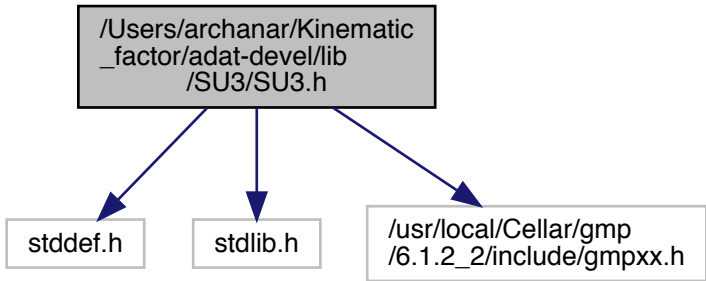 /Users/archanar/Kinematic
_factor/adat-devel/lib
/SU3/SU3.h
stddef.h
stdlib.h
/usr/local/Cellar/gmp
/6.1.2_2/include/gmpxx.h